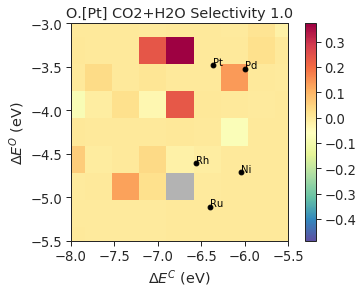 O.[Pt] CO2+H2O Selectivity 1.0
−3.0
−3.5
−4.0
−4.5
−5.0
−5.5
ΔE^O (eV)
Pt
Pd
Rh
Ni
Ru
−8.0 −7.5 −7.0 −6.5 −6.0 −5.5
ΔE^C (eV)
0.3
0.2
0.1
0.0
−0.1
−0.2
−0.3
−0.4